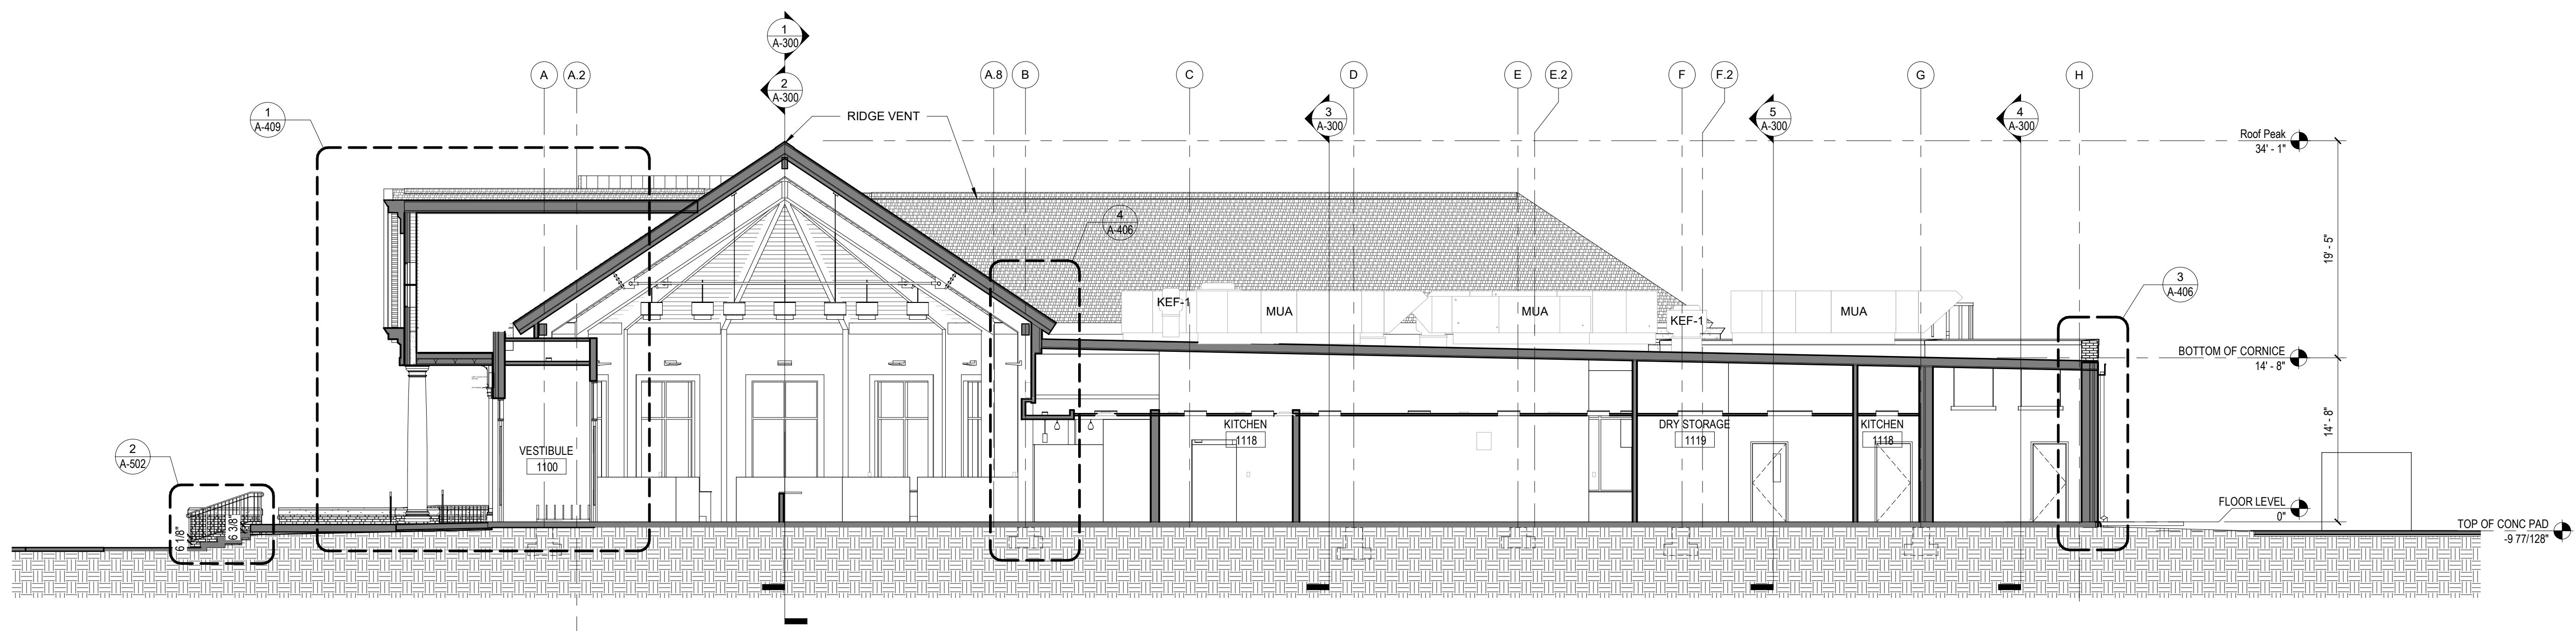 1
A-300
2
A-300
A
A.2
A.8
B
C
D
E
E.2
F
F.2
G
H
1
A-409
RIDGE VENT
3
A-300
5
A-300
4
A-300
Roof Peak
34' - 1"
4
A-406
19' - 5"
3
A-406
KEF-1
MUA
MUA
KEF-1
MUA
BOTTOM OF CORNICE
14' - 8"
14' - 8"
2
A-502
VESTIBULE
1100
KITCHEN
1118
DRY STORAGE
1119
KITCHEN
1118
6 1/8"
6 3/8"
FLOOR LEVEL
0"
TOP OF CONC PAD
-9 77/128"